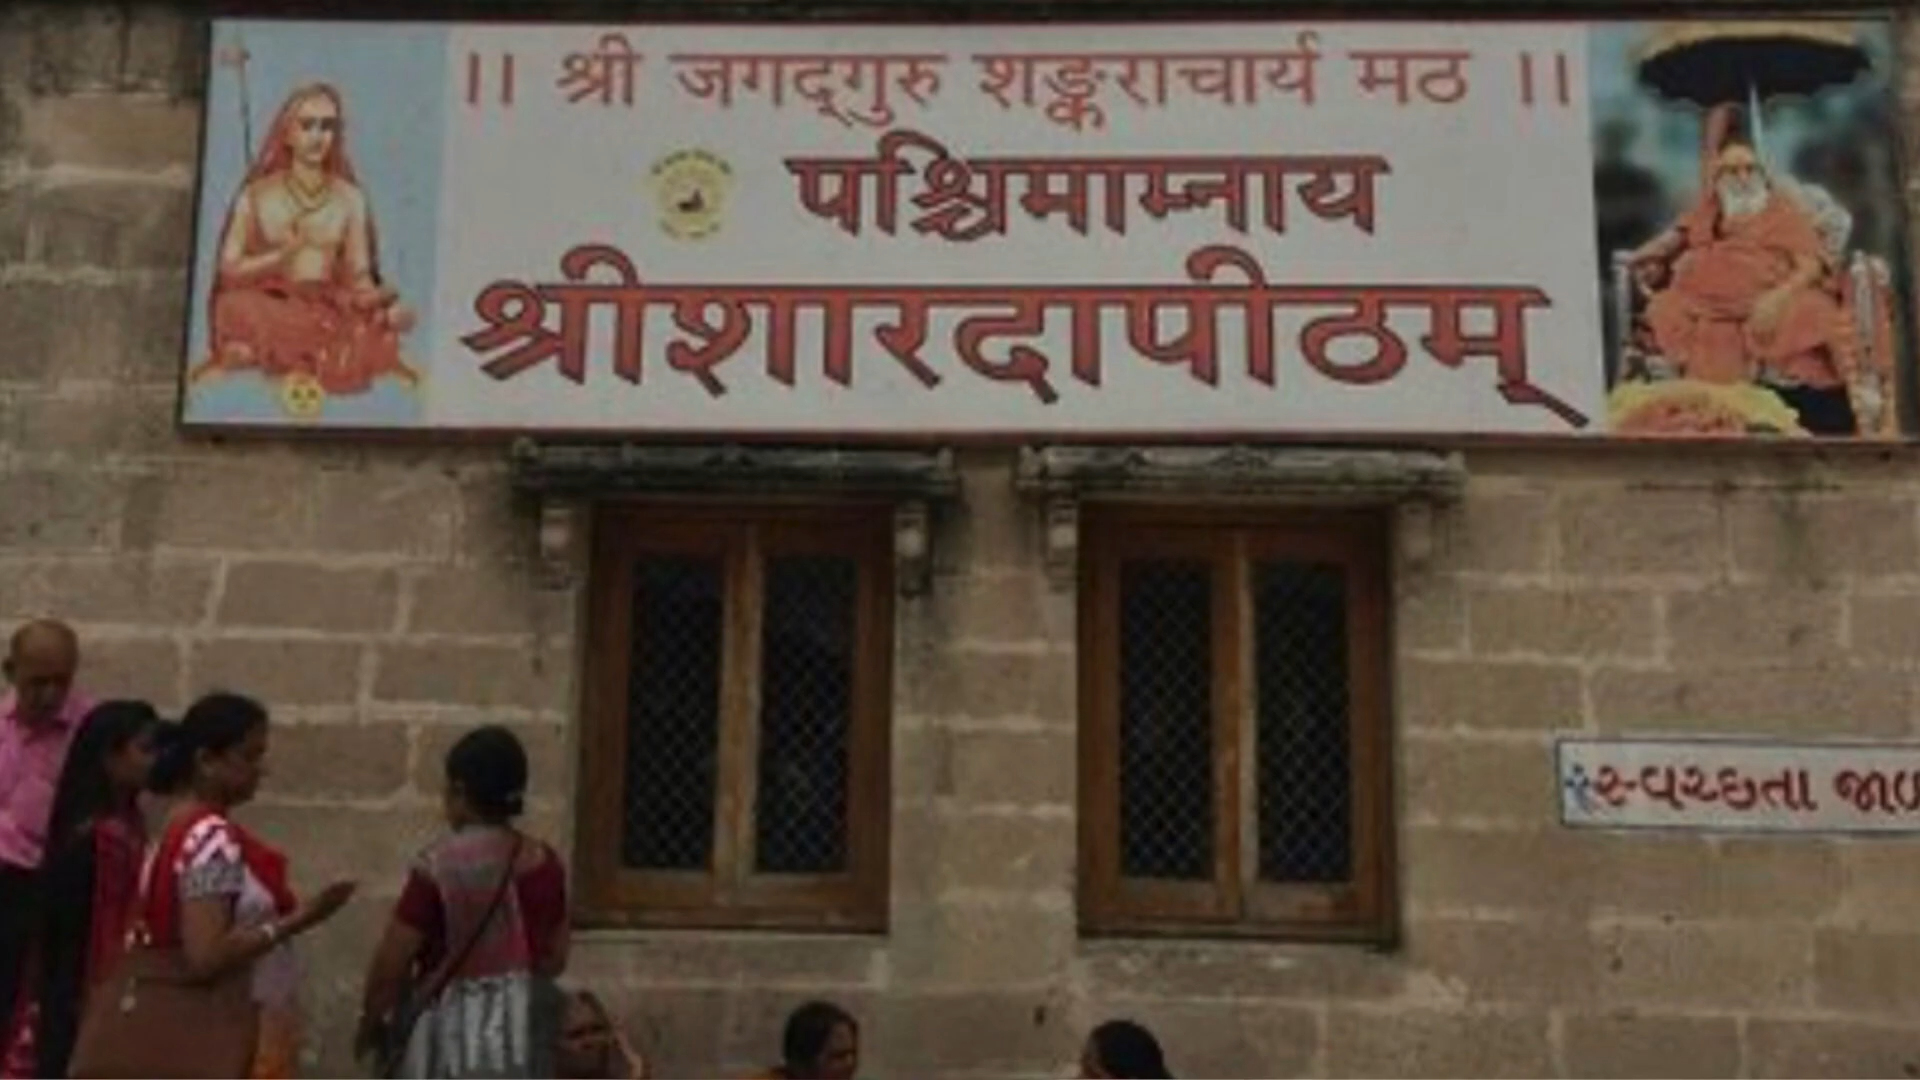 ।। श्री जगद्गुरु शङ्कराचार्य मठ ।।
पश्चिमाम्नाय
श्रीशारदापीठम्
સ્વચ્છતા